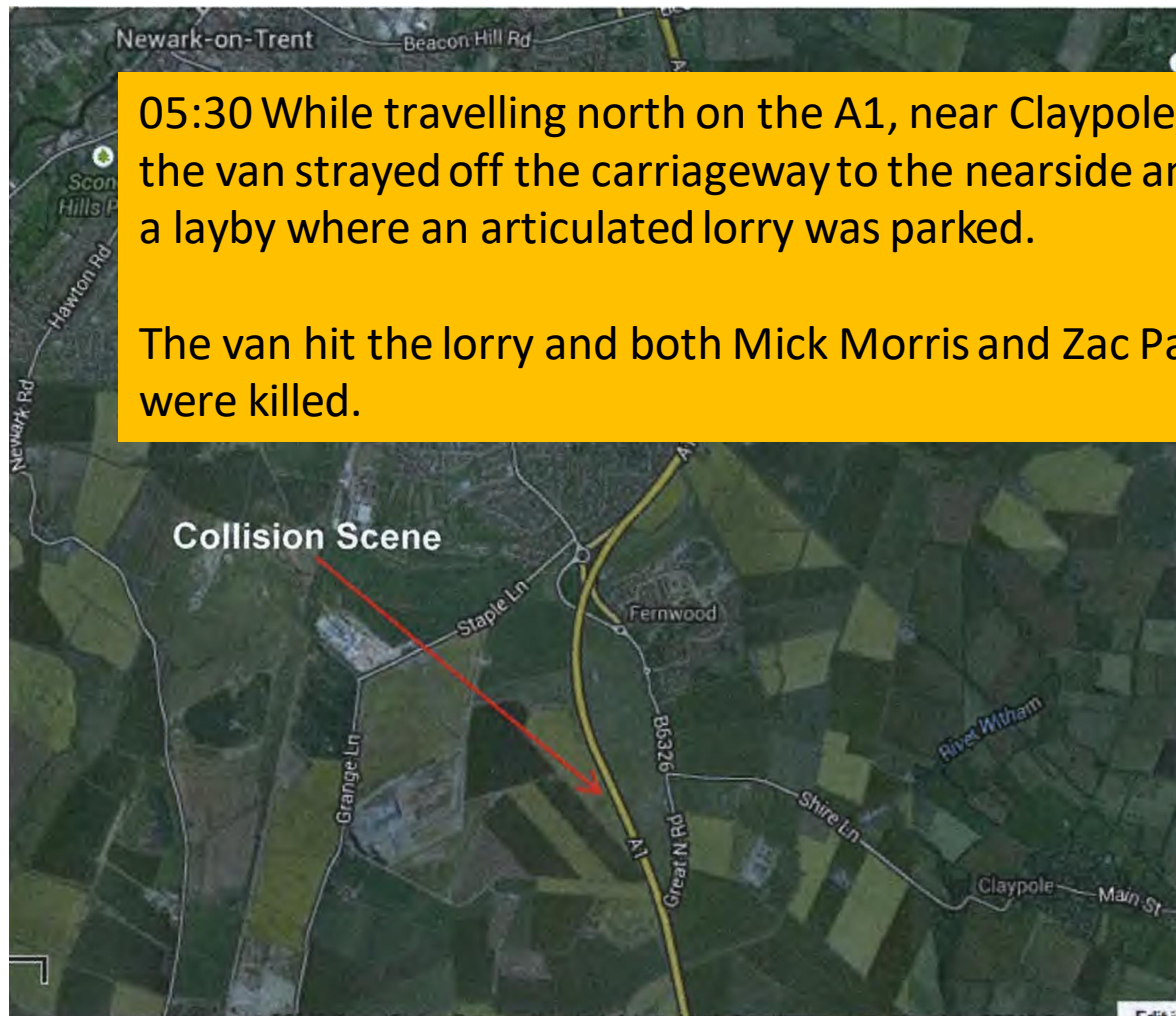 Newark-on-Trent
Beacon Hill Rd
05:30 While travelling north on the A1, near Claypole
the van strayed off the carriageway to the nearside
a layby where an articulated lorry was parked.
The van hit the lorry and both Mick Morris and Zac
were killed.
Hawton Rd
Newark Rd
Collision Scene
Staple Ln
Fernwood
B6326
River Witham
Grange Ln
Shire Ln
A1
Great N Rd
Claypole
Main St